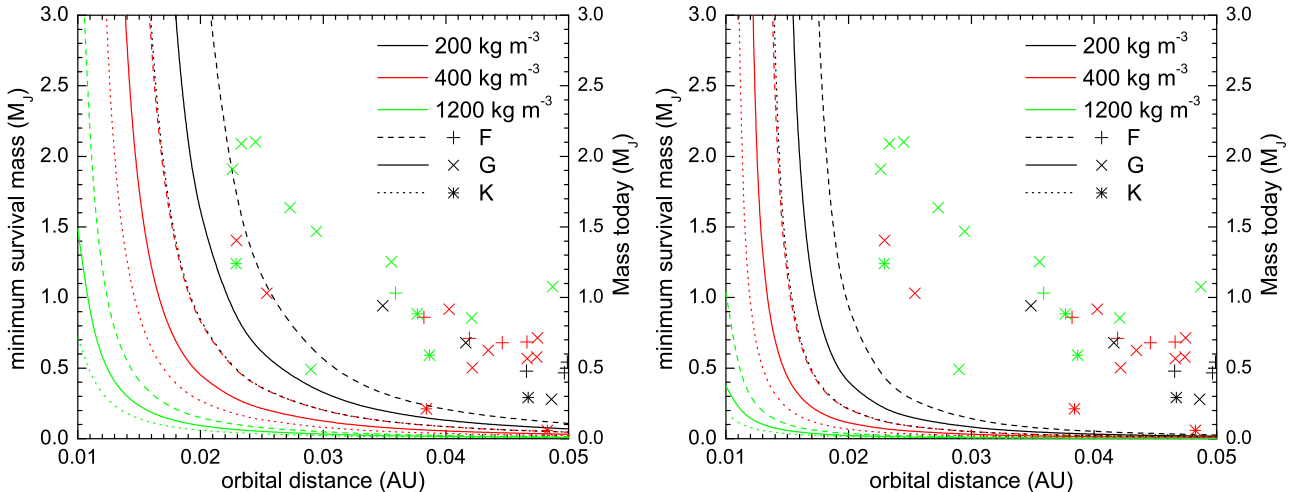 3.0
2.5
2.0
1.5
1.0
0.5
0.0
minimum survival mass (M_J)
200 kg m⁻³
400 kg m⁻³
1200 kg m⁻³
F
G
K
3.0
2.5
2.0
1.5
1.0
0.5
0.0
Mass today (M_J)
0.01 0.02 0.03 0.04 0.05
orbital distance (AU)
3.0
2.5
2.0
1.5
1.0
0.5
0.0
minimum survival mass (M_J)
200 kg m⁻³
400 kg m⁻³
1200 kg m⁻³
F
G
K
3.0
2.5
2.0
1.5
1.0
0.5
0.0
Mass today (M_J)
0.01 0.02 0.03 0.04 0.05
orbital distance (AU)